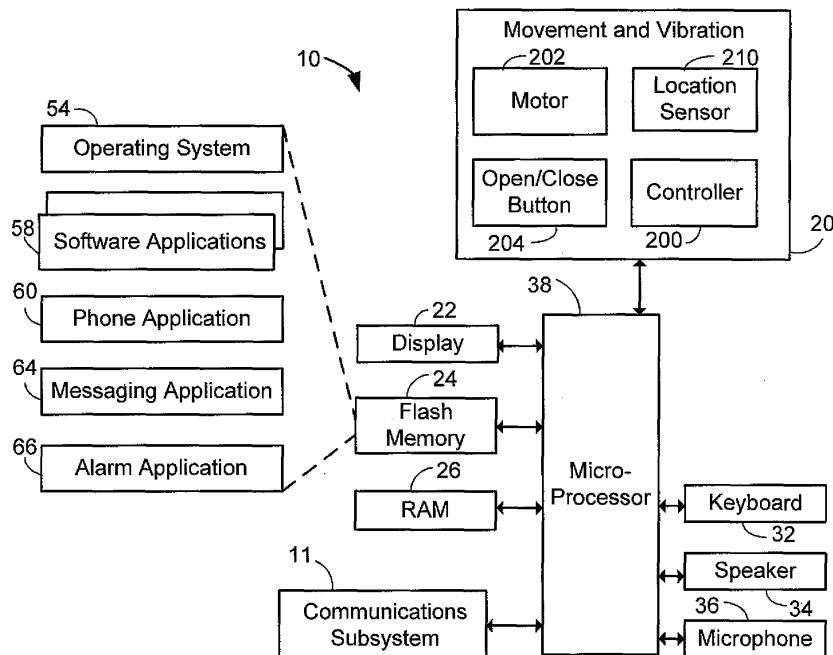 Movement and Vibration
10
202
210
Motor
Location
Sensor
54
Operating System
Open/Close
Button
Controller
204
200
20
58
Software Applications
38
60
Phone Application
22
Display
64
Messaging Application
24
Flash
Memory
66
Alarm Application
Micro-
Processor
26
RAM
Keyboard
32
11
Communications
Subsystem
Speaker
34
36
Microphone